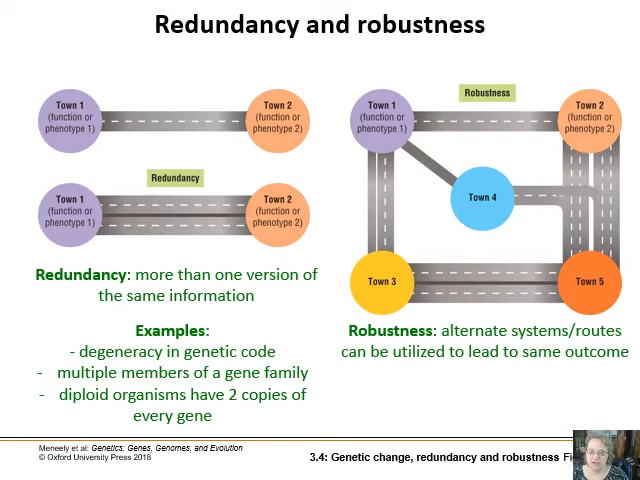 Redundancy and robustness
Town 1
(function or
phenotype 1)
Town 2
(function or
phenotype 2)
Redundancy
Town 1
(function or
phenotype 1)
Town 2
(function or
phenotype 2)
Redundancy: more than one version of
the same information
Examples:
- degeneracy in genetic code
- multiple members of a gene family
- diploid organisms have 2 copies of
every gene
Robustness
Town 1
(function or
phenotype 1)
Town 2
(function or
phenotype 2)
Town 4
Town 3
Town 5
Robustness: alternate systems/routes
can be utilized to lead to same outcome
Meneely et al: Genetics: Genes, Genomes, and Evolution
© Oxford University Press 2018
3.4: Genetic change, redundancy and robustness